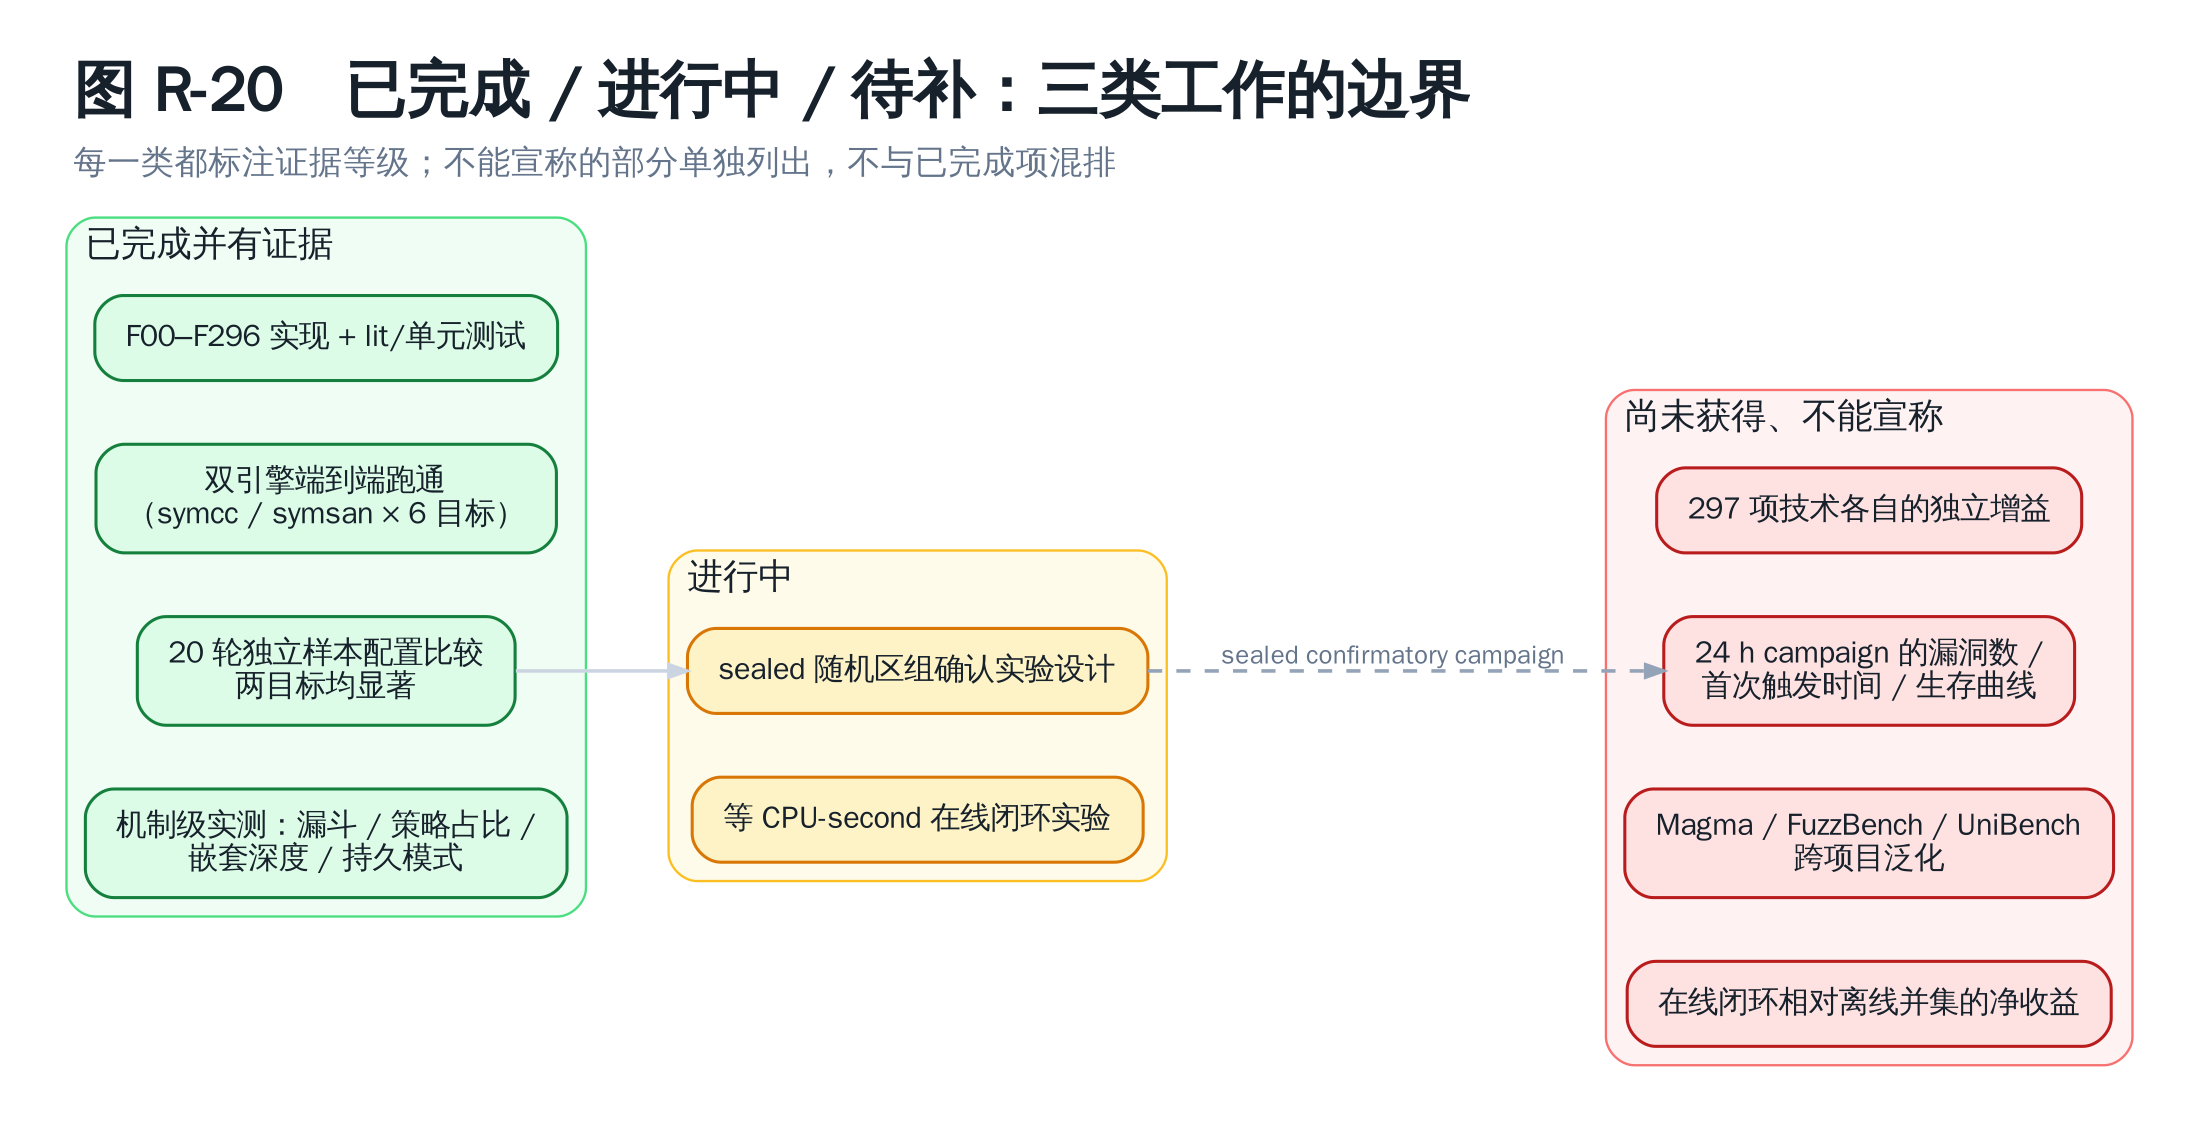 图 R-20 已完成 / 进行中 / 待补：三类工作的边界
每一类都标注证据等级；不能宣称的部分单独列出，不与已完成项混排
已完成并有证据
F00–F296 实现 + lit/单元测试
双引擎端到端跑通
（symcc / symsan × 6 目标）
20 轮独立样本配置比较
两目标均显著
机制级实测：漏斗 / 策略占比 /
嵌套深度 / 持久模式
进行中
sealed 随机区组确认实验设计
等 CPU-second 在线闭环实验
sealed confirmatory campaign
尚未获得、不能宣称
297 项技术各自的独立增益
24 h campaign 的漏洞数 /
首次触发时间 / 生存曲线
Magma / FuzzBench / UniBench
跨项目泛化
在线闭环相对离线并集的净收益